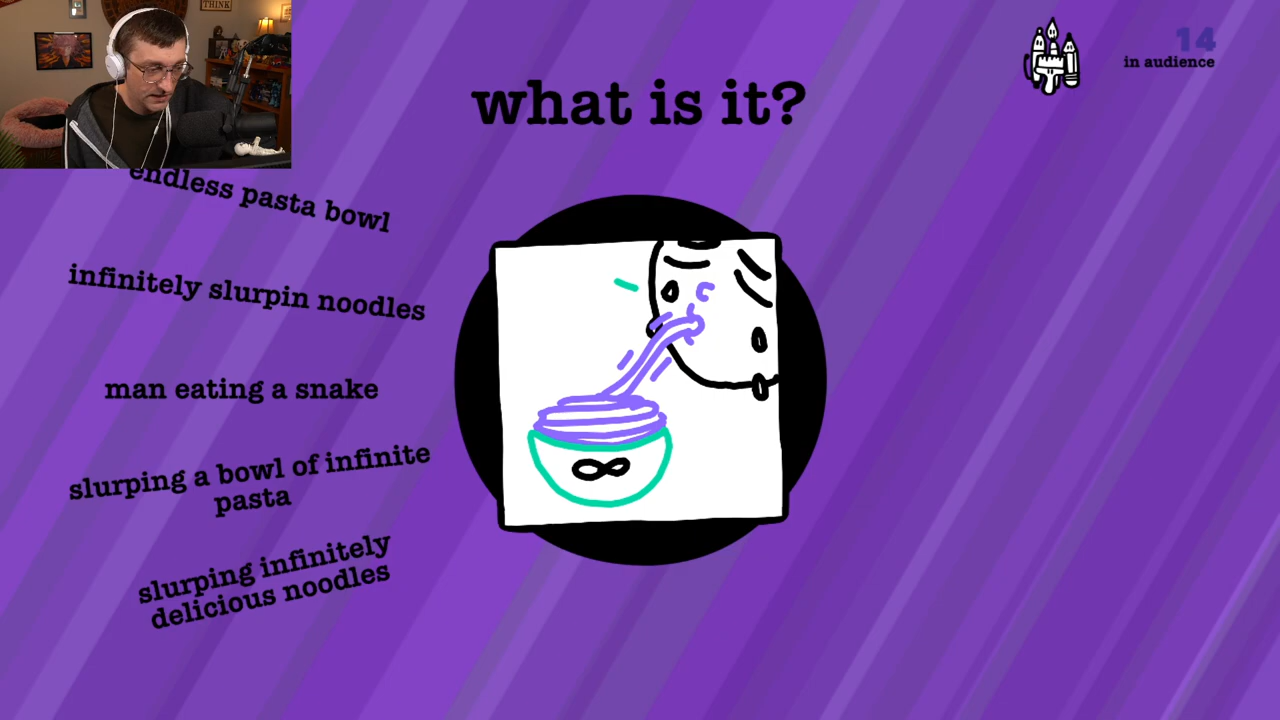 THINK
14
in audience
what is it?
endless pasta bowl
infinitely slurpin noodles
man eating a snake
slurping a bowl of infinite
pasta
slurping infinitely
delicious noodles
∞